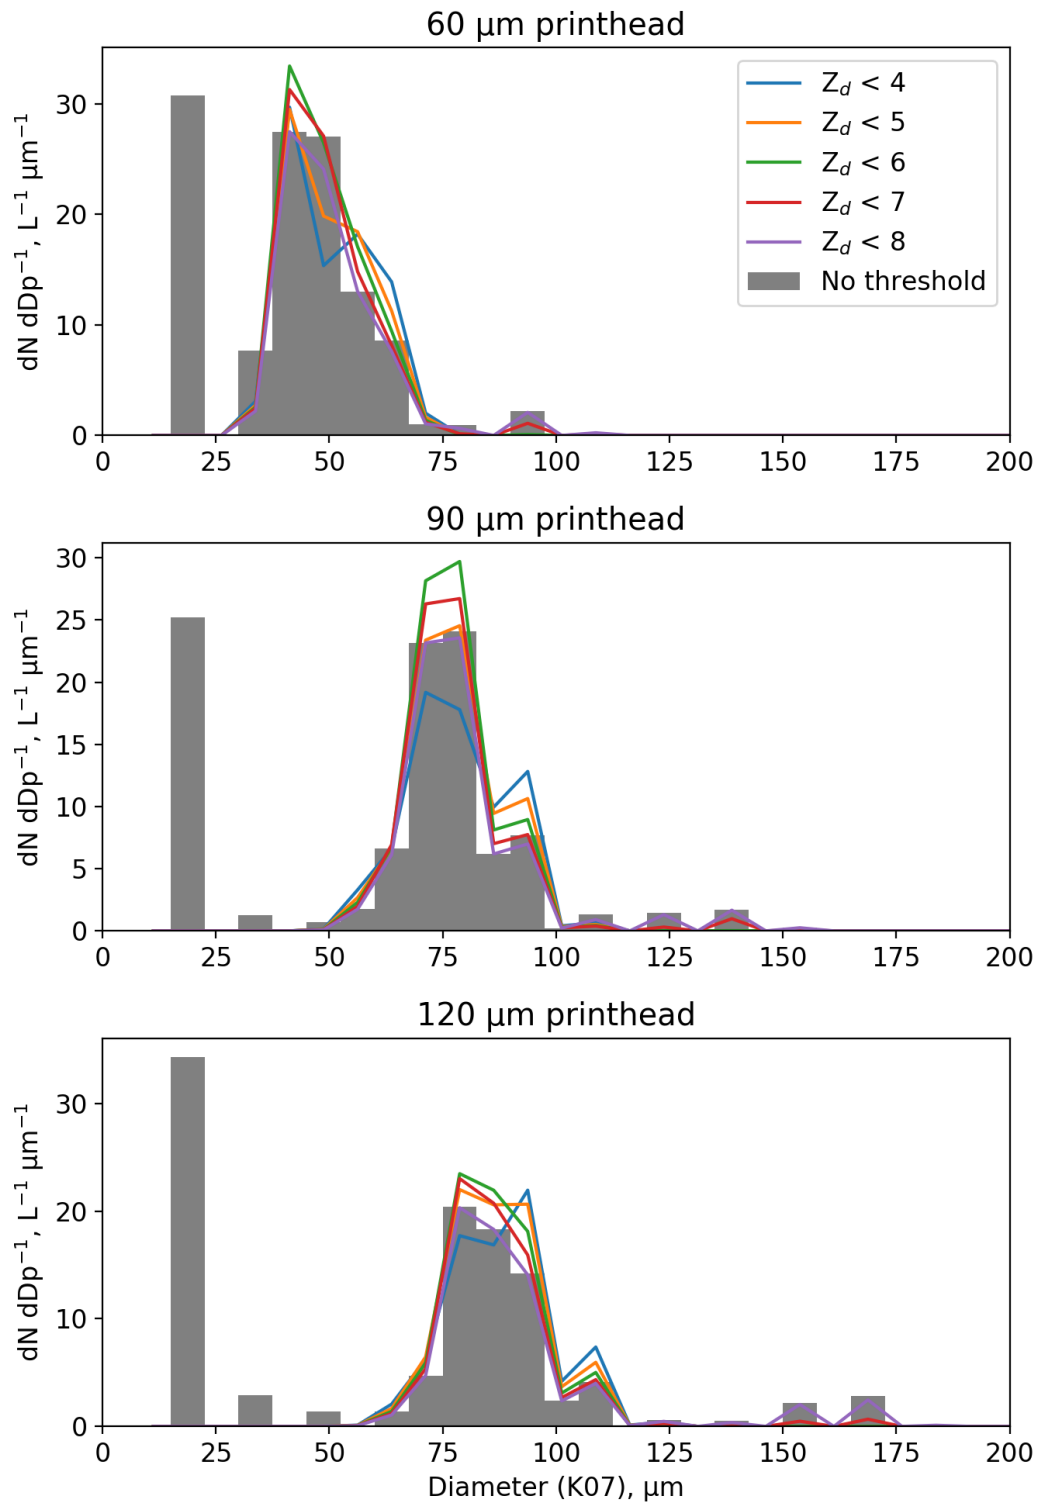 60 µm printhead
dN dDp⁻¹, L⁻¹ µm⁻¹
30
20
10
0
0 25 50 75 100 125 150 175 200
Z_d < 4
Z_d < 5
Z_d < 6
Z_d < 7
Z_d < 8
No threshold
90 µm printhead
dN dDp⁻¹, L⁻¹ µm⁻¹
30
25
20
15
10
5
0
0 25 50 75 100 125 150 175 200
120 µm printhead
dN dDp⁻¹, L⁻¹ µm⁻¹
30
20
10
0
0 25 50 75 100 125 150 175 200
Diameter (K07), µm